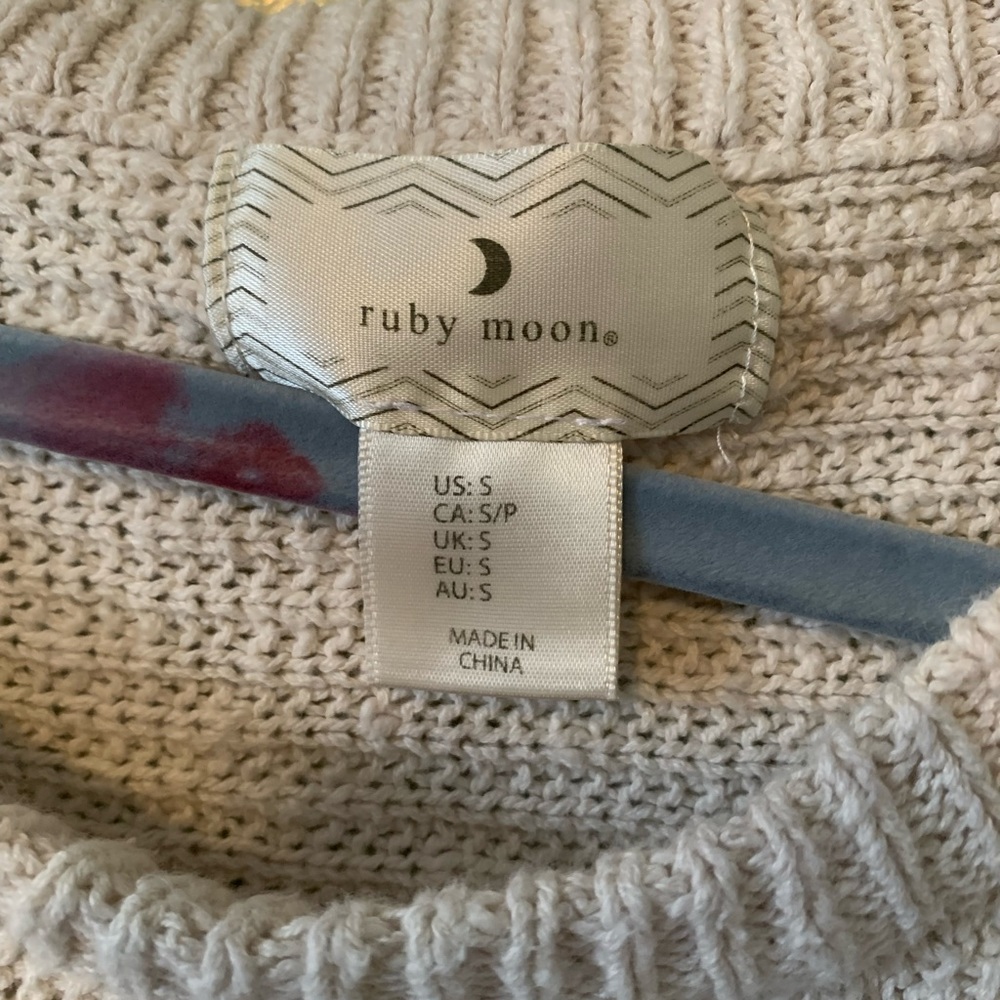 ruby moon®
US: S
CA: S/P
UK: S
EU: S
AU: S
MADE IN
CHINA